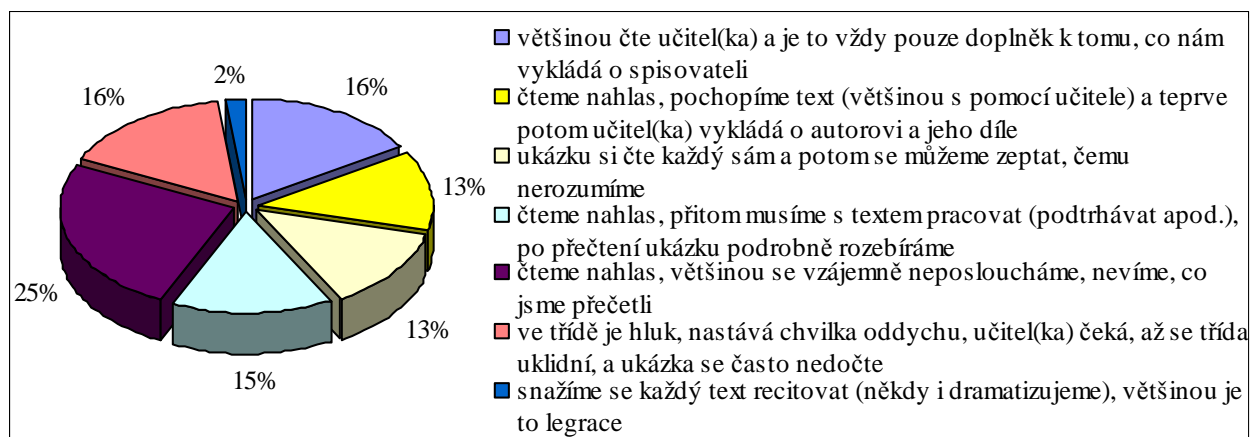 2%
16%
16%
13%
25%
13%
15%
většinou čte učitel(ka) a je to vždy pouze doplněk k tomu, co nám
vykládá o spisovateli
čteme nahlas, pochopíme text (většinou s pomocí učitele) a teprve
potom učitel(ka) vykládá o autorovi a jeho díle
ukázku si čte každý sám a potom se můžeme zeptat, čemu
nerozumíme
čteme nahlas, přitom musíme s textem pracovat (podtrhávat apod.),
po přečtení ukázku podrobně rozebíráme
čteme nahlas, většinou se vzájemně neposloucháme, nevíme, co
jsme přečetli
ve třídě je hluk, nastává chvilka oddychu, učitel(ka) čeká, až se třída
uklidní, a ukázka se často nedočte
snažíme se každý text recitovat (někdy i dramatizujeme), většinou je
to legrace